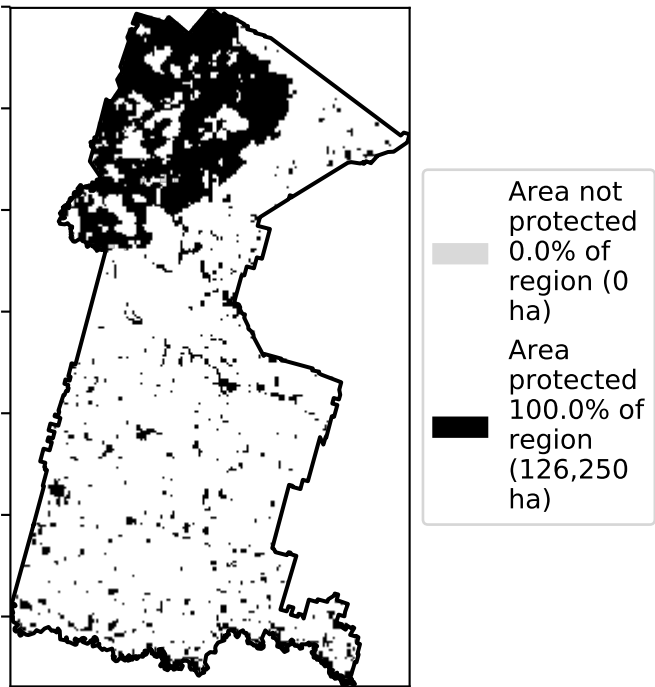 Area not
protected
0.0% of
region (0
ha)
Area
protected
100.0% of
region
(126,250
ha)